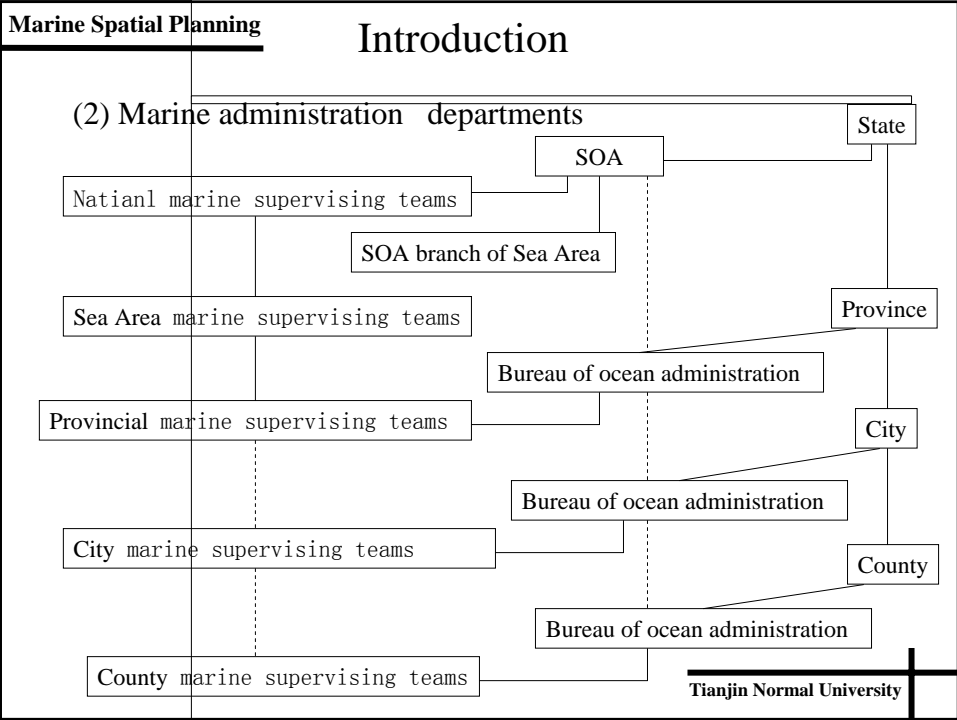 Marine Spatial Planning
Introduction
(2) Marine administration departments
State
SOA
Natianl marine supervising teams
SOA branch of Sea Area
Sea Area marine supervising teams
Province
Bureau of ocean administration
Provincial marine supervising teams
City
Bureau of ocean administration
City marine supervising teams
County
Bureau of ocean administration
County marine supervising teams
Tianjin Normal University